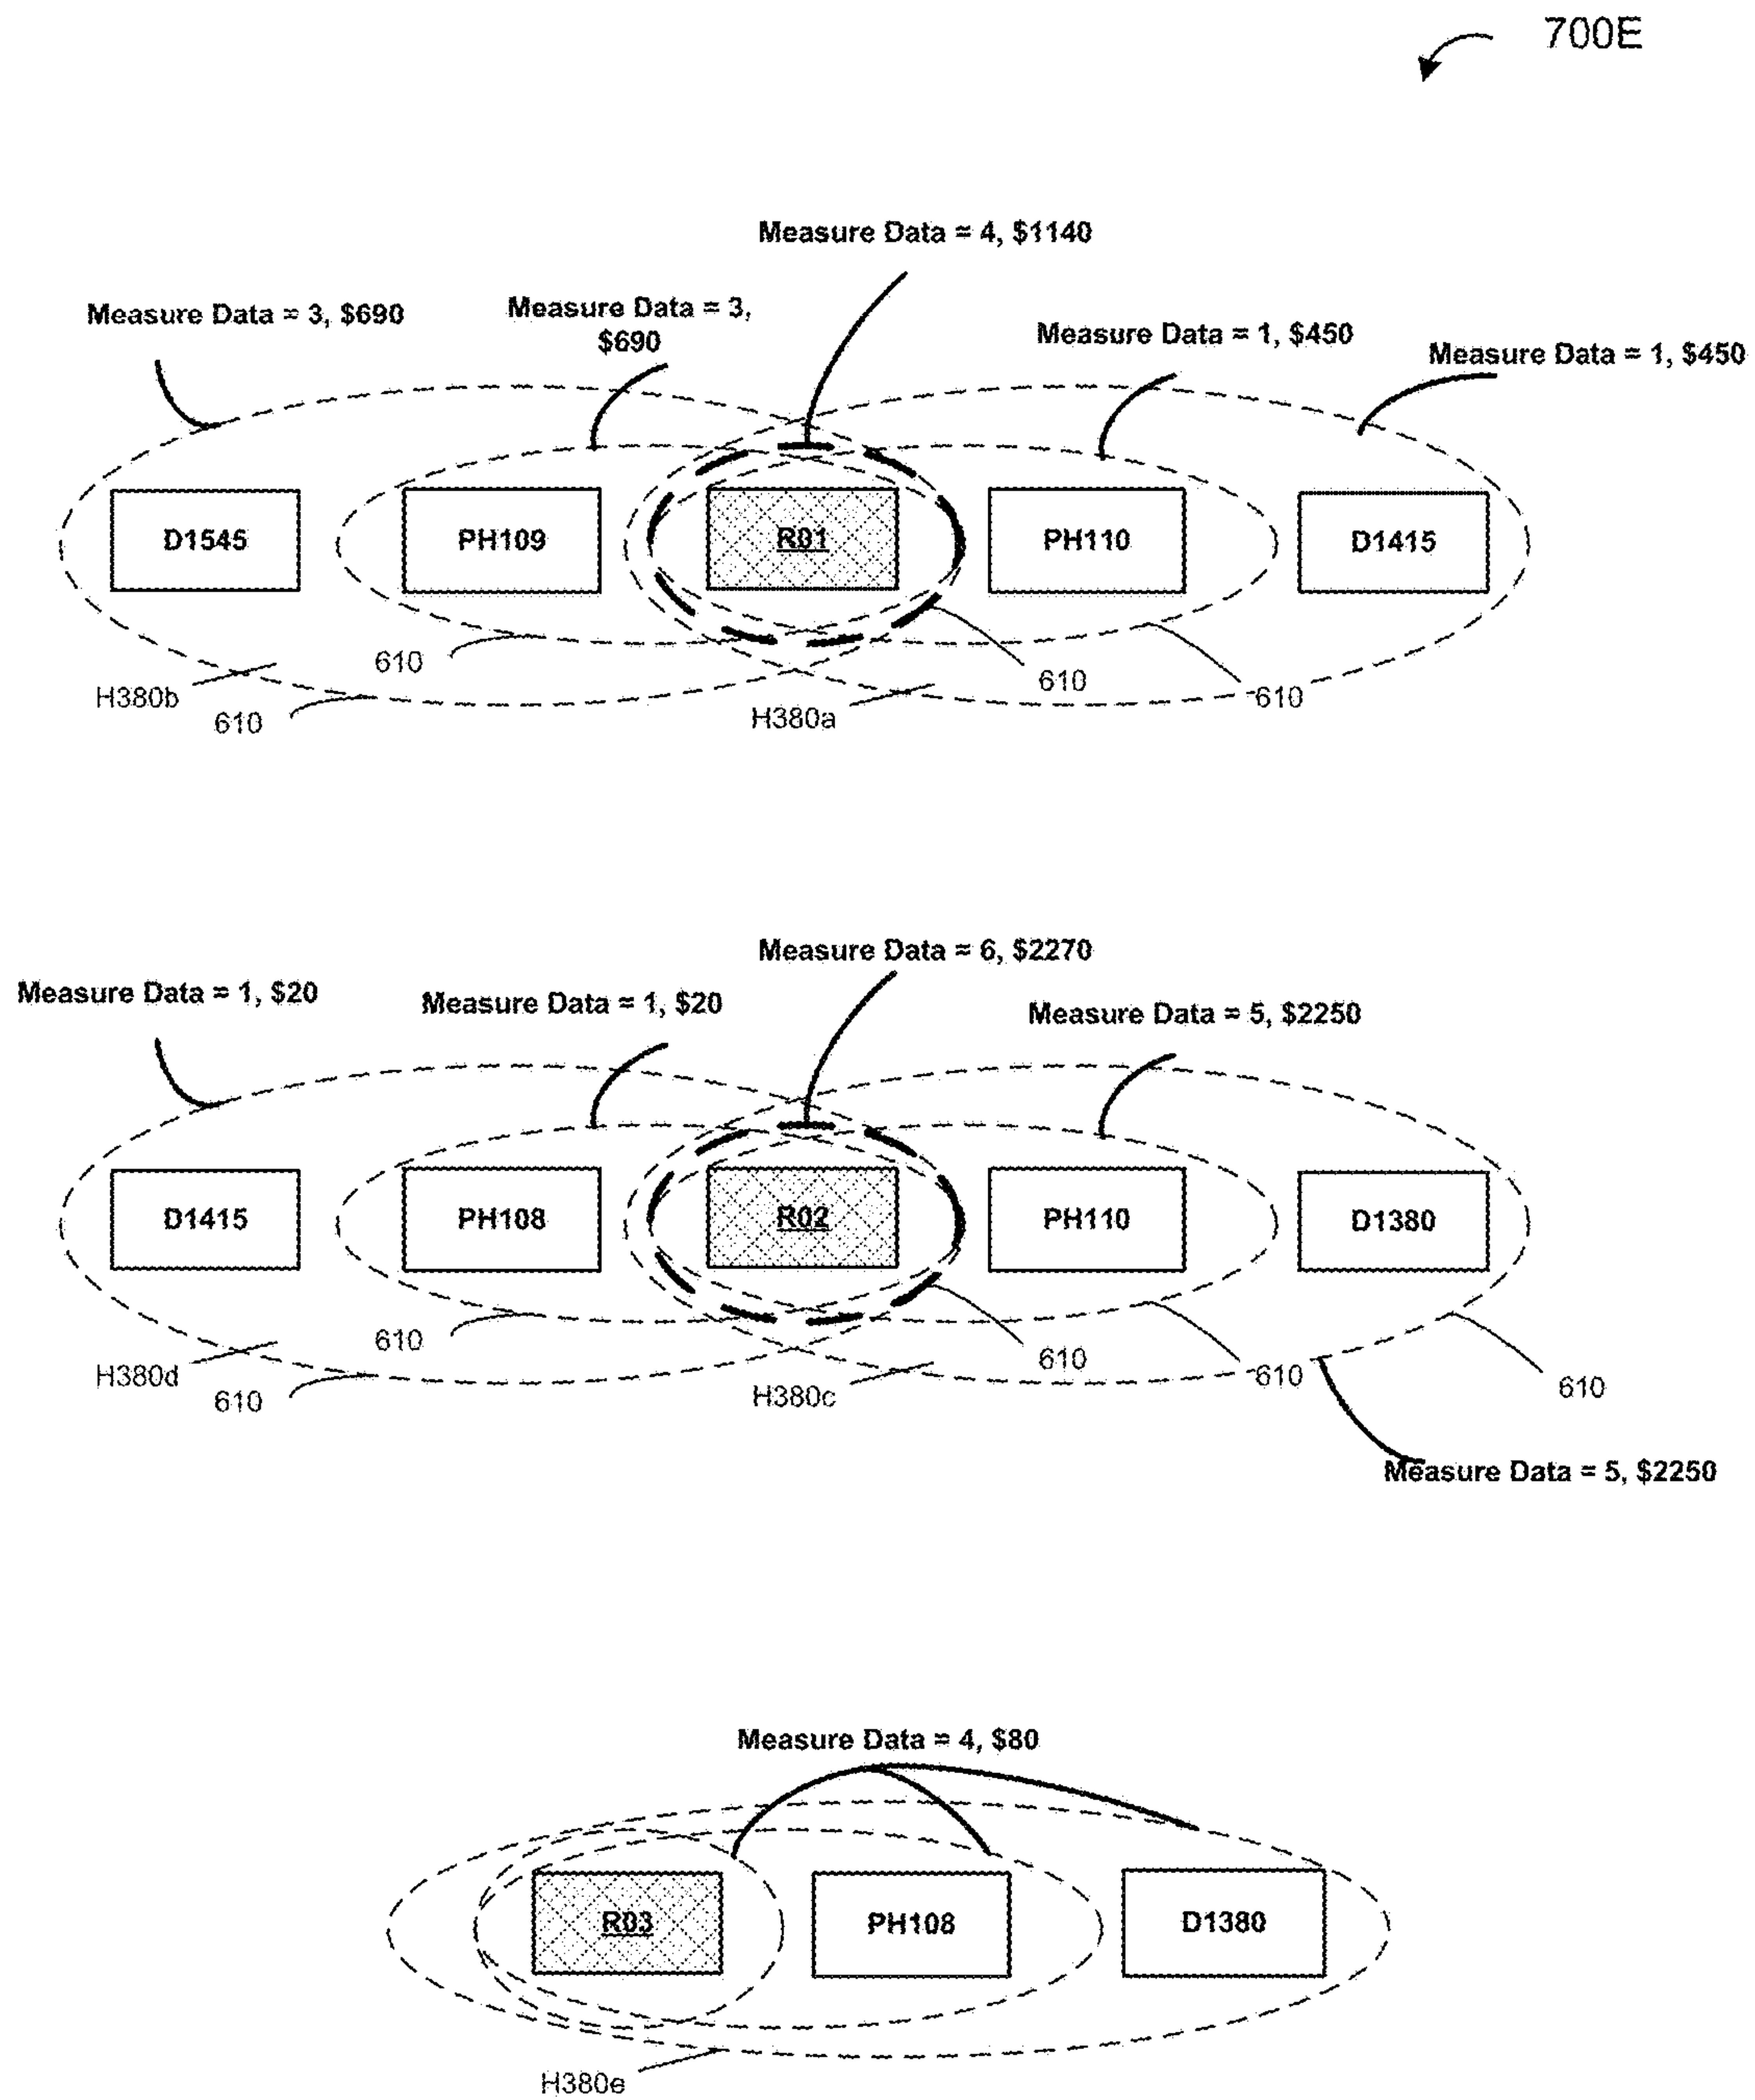 700E
Measure Data = 4, $1140
Measure Data = 3, $690
Measure Data = 3,
$690
Measure Data = 1, $450
Measure Data = 1, $450
D1545
PH109
R01
PH110
D1415
610
H380b
610
610
H380a
610
Measure Data = 6, $2270
Measure Data = 1, $20
Measure Data = 1, $20
Measure Data = 5, $2250
D1415
PH108
R02
PH110
D1380
610
H380d
610
610
H380c
610
610
Measure Data = 5, $2250
Measure Data = 4, $80
R03
PH108
D1380
H380e